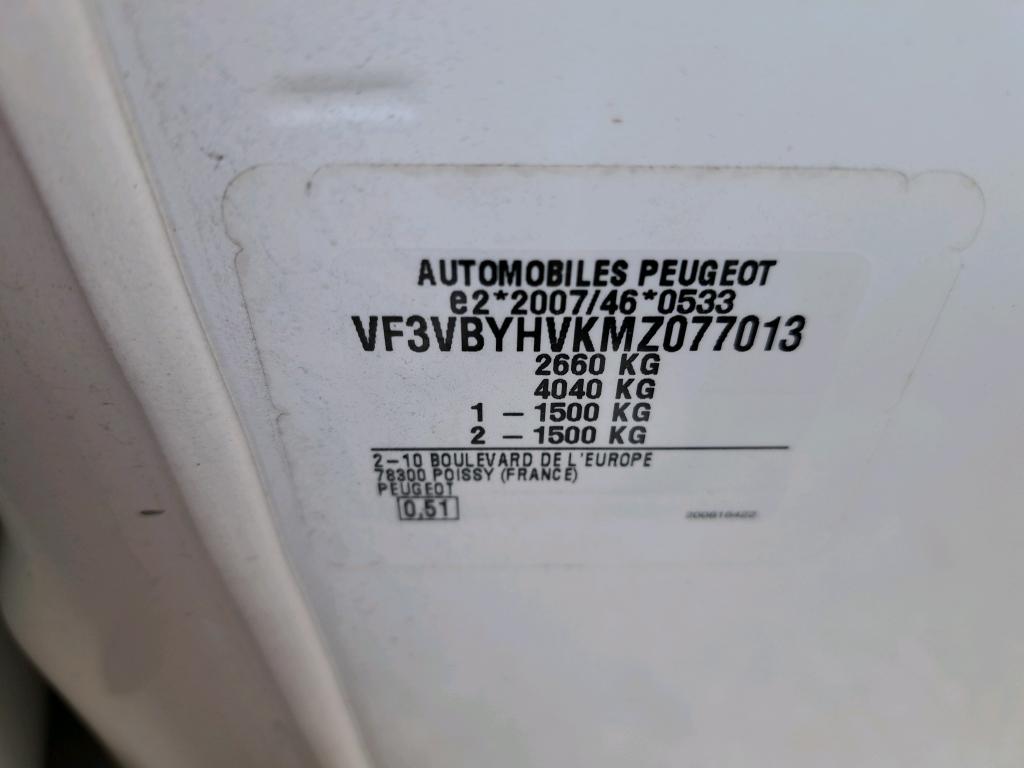 AUTOMOBILES PEUGEOT
e2*2007/46*0533
VF3VBYHVKMZ077013
2660 KG
4040 KG
1 – 1500 KG
2 – 1500 KG
2–10 BOULEVARD DE L'EUROPE
78300 POISSY (FRANCE)
PEUGEOT
0,51